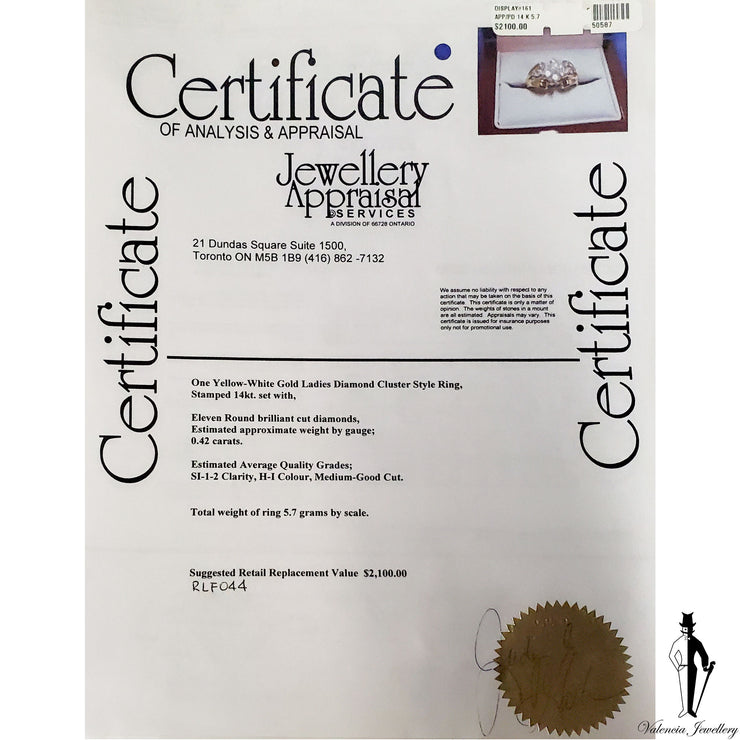 DISPLAY#161
APP/PD 14 K 5.7
$2100.00
50587
Certificate
OF ANALYSIS & APPRAISAL
Jewellery
Appraisal
SERVICES
A DIVISION OF 66728 ONTARIO
Certificate
Certificate
21 Dundas Square Suite 1500,
Toronto ON M5B 1B9 (416) 862 -7132
We assume no liability with respect to any
action that may be taken on the basis of this
certificate. This certificate is only a matter of
opinion. The weights of stones in a mount
are all estimated. Appraisals may vary. This
certificate is issued for insurance purposes
only not for promotional use.
One Yellow-White Gold Ladies Diamond Cluster Style Ring,
Stamped 14kt. set with,
Eleven Round brilliant cut diamonds,
Estimated approximate weight by gauge;
0.42 carats.
Estimated Average Quality Grades;
SI-1-2 Clarity, H-I Colour, Medium-Good Cut.
Total weight of ring 5.7 grams by scale.
Suggested Retail Replacement Value $2,100.00
RLF044
Valencia Jewellery